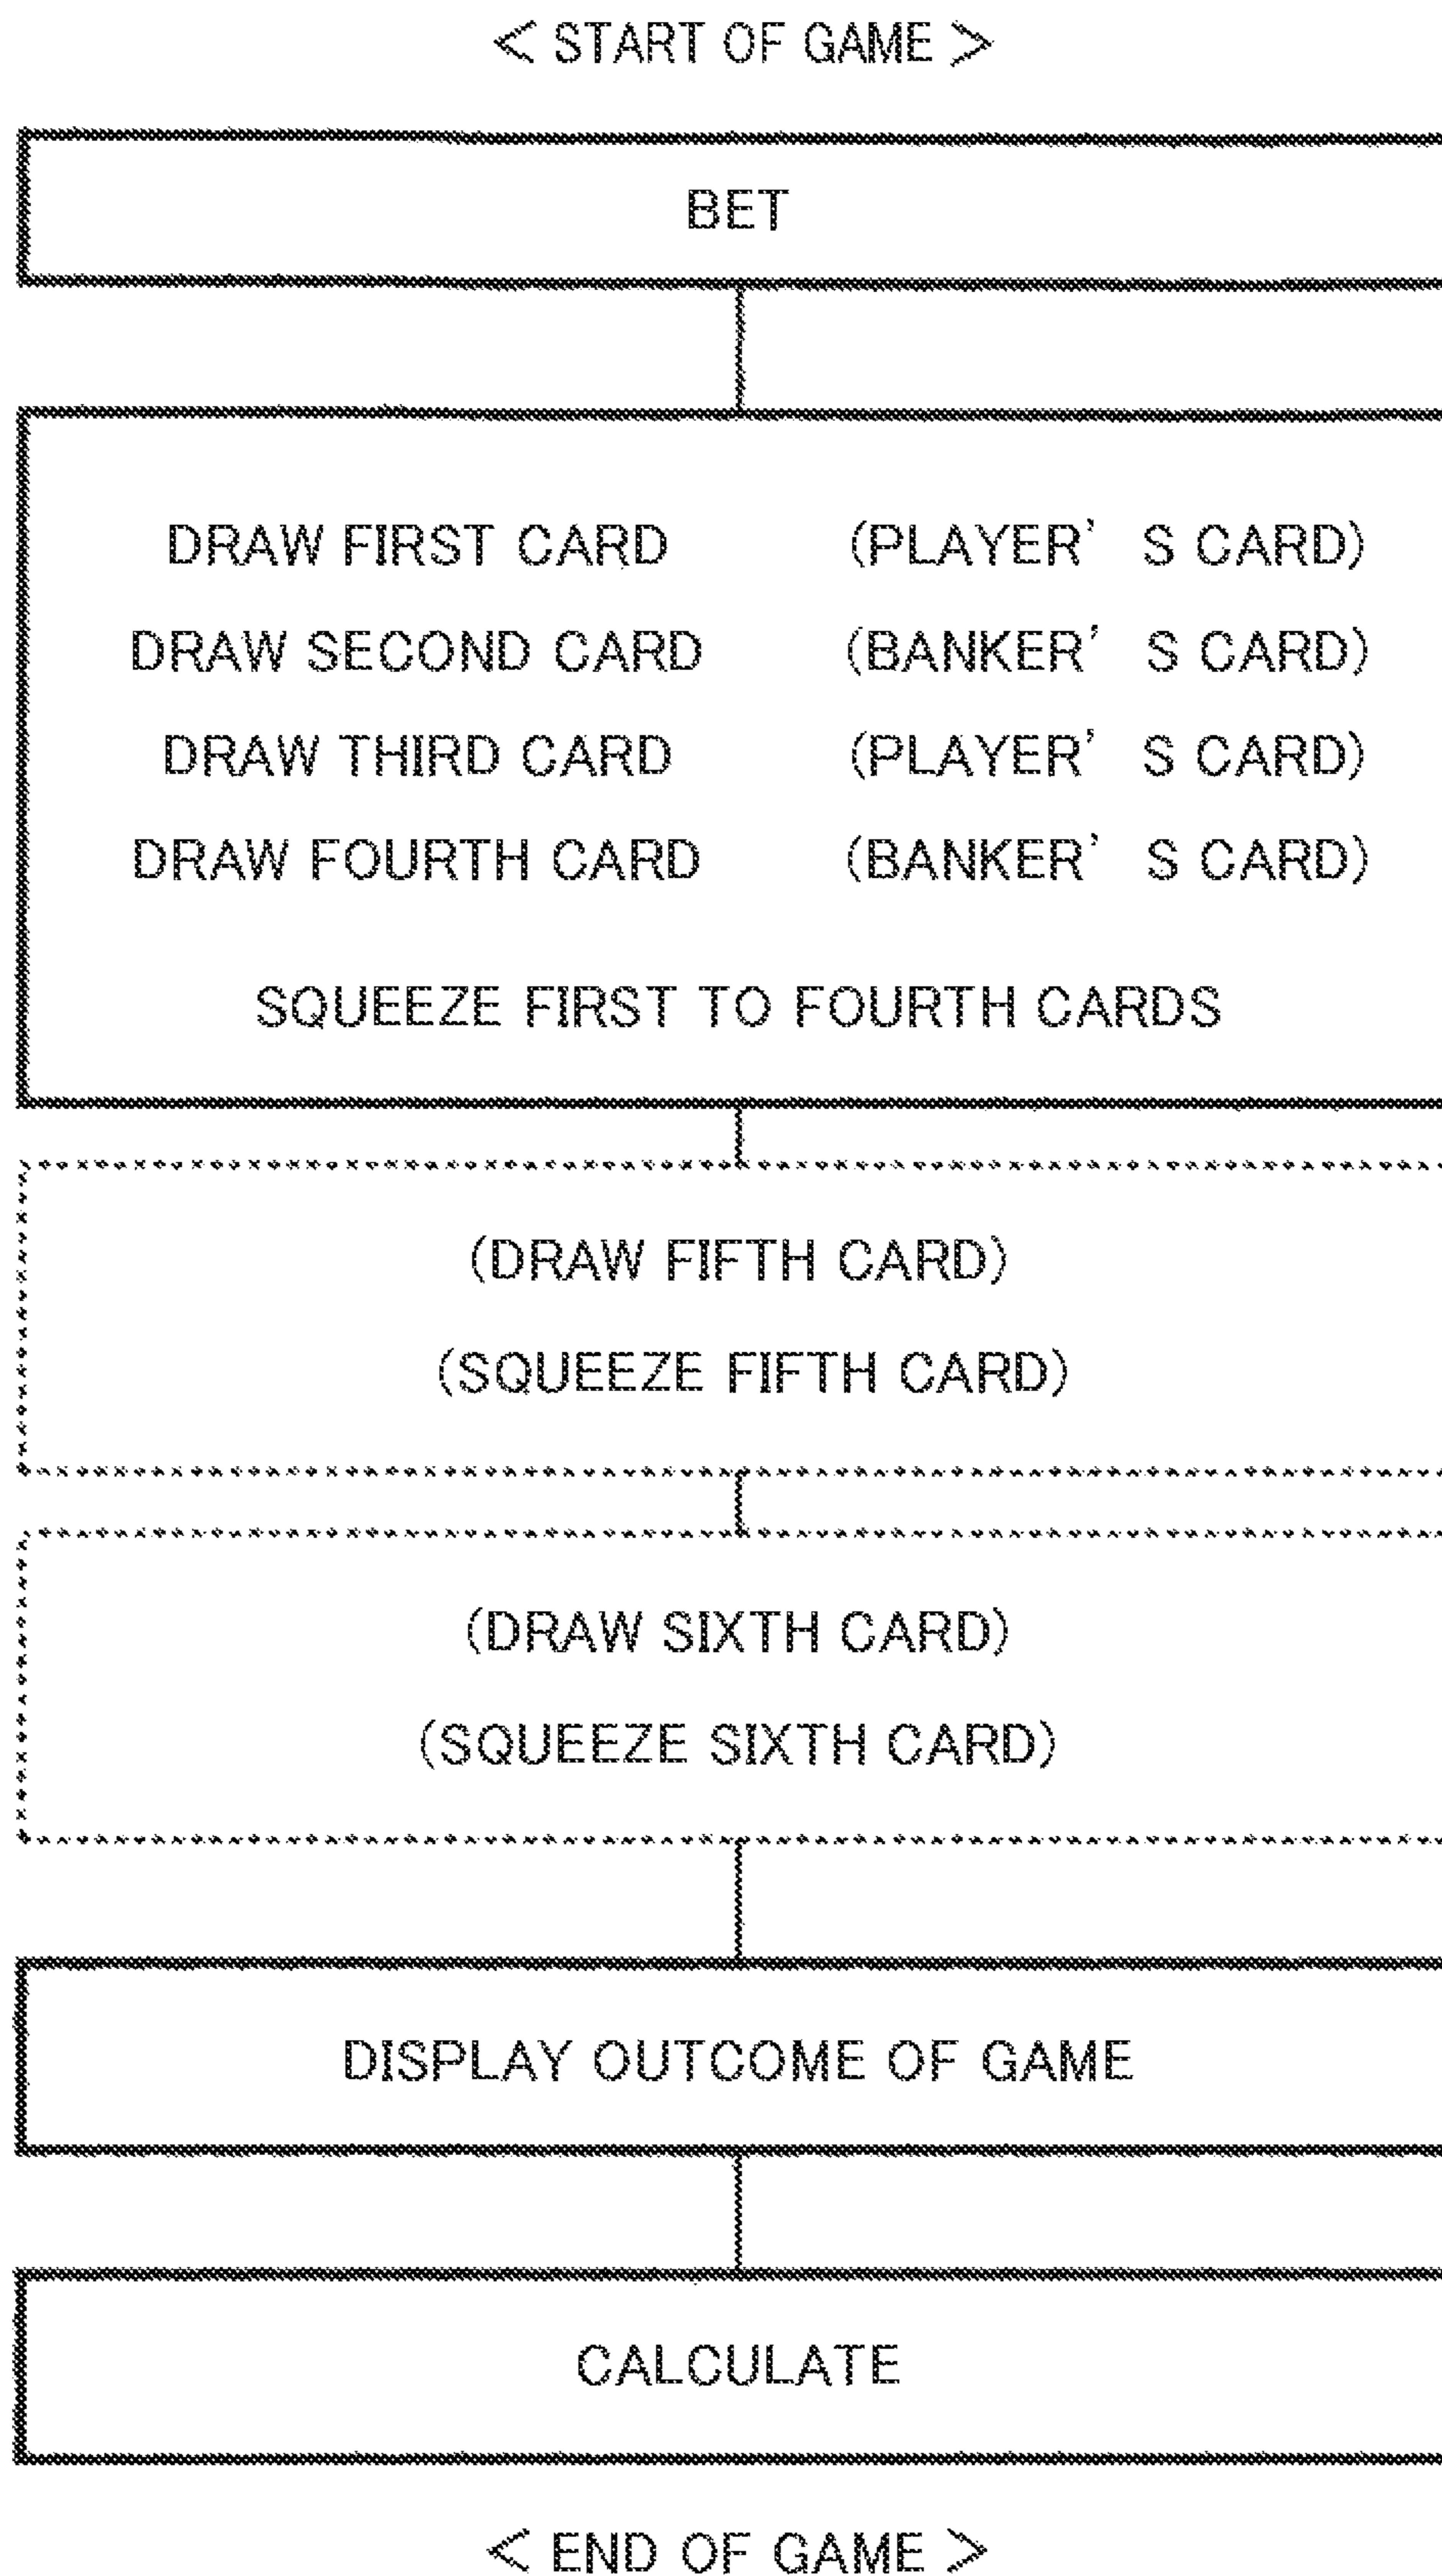 < START OF GAME >
BET
DRAW FIRST CARD (PLAYER' S CARD)
DRAW SECOND CARD (BANKER' S CARD)
DRAW THIRD CARD (PLAYER' S CARD)
DRAW FOURTH CARD (BANKER' S CARD)
SQUEEZE FIRST TO FOURTH CARDS
(DRAW FIFTH CARD)
(SQUEEZE FIFTH CARD)
(DRAW SIXTH CARD)
(SQUEEZE SIXTH CARD)
DISPLAY OUTCOME OF GAME
CALCULATE
< END OF GAME >